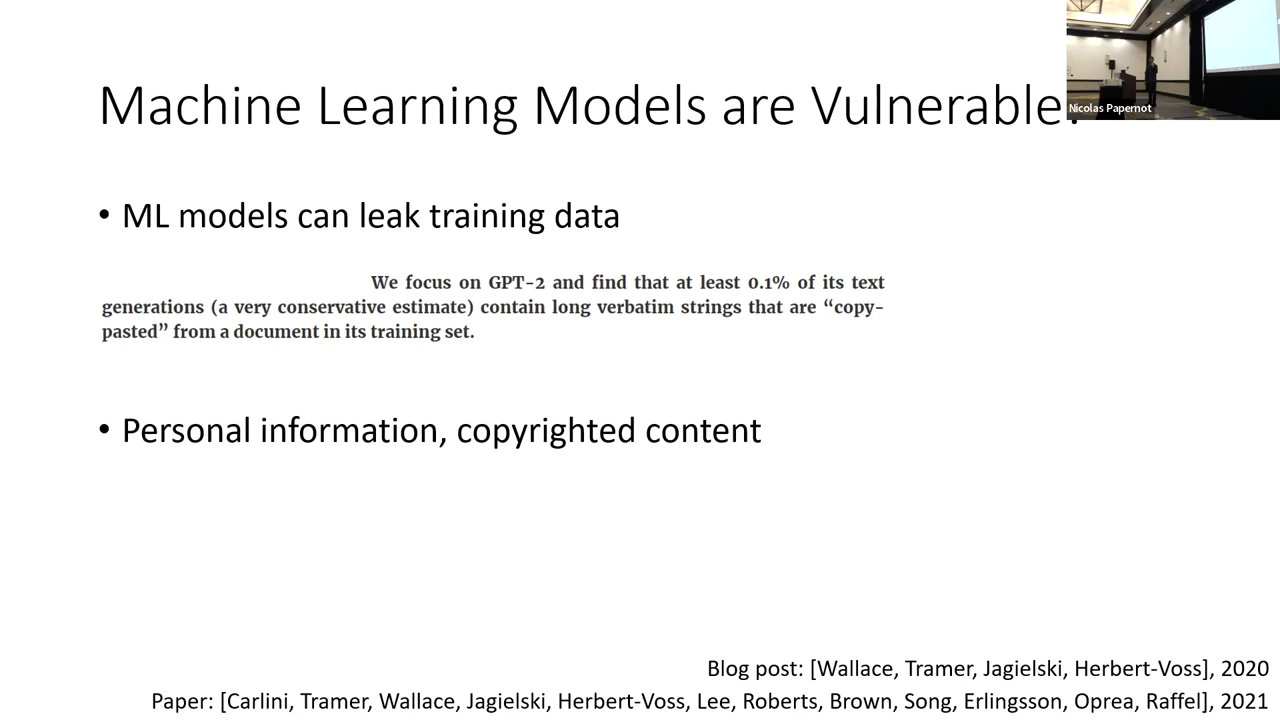 Machine Learning Models are Vulnerable!
Nicolas Papernot
• ML models can leak training data
We focus on GPT-2 and find that at least 0.1% of its text
generations (a very conservative estimate) contain long verbatim strings that are “copy-
pasted” from a document in its training set.
• Personal information, copyrighted content
Blog post: [Wallace, Tramer, Jagielski, Herbert-Voss], 2020
Paper: [Carlini, Tramer, Wallace, Jagielski, Herbert-Voss, Lee, Roberts, Brown, Song, Erlingsson, Oprea, Raffel], 2021